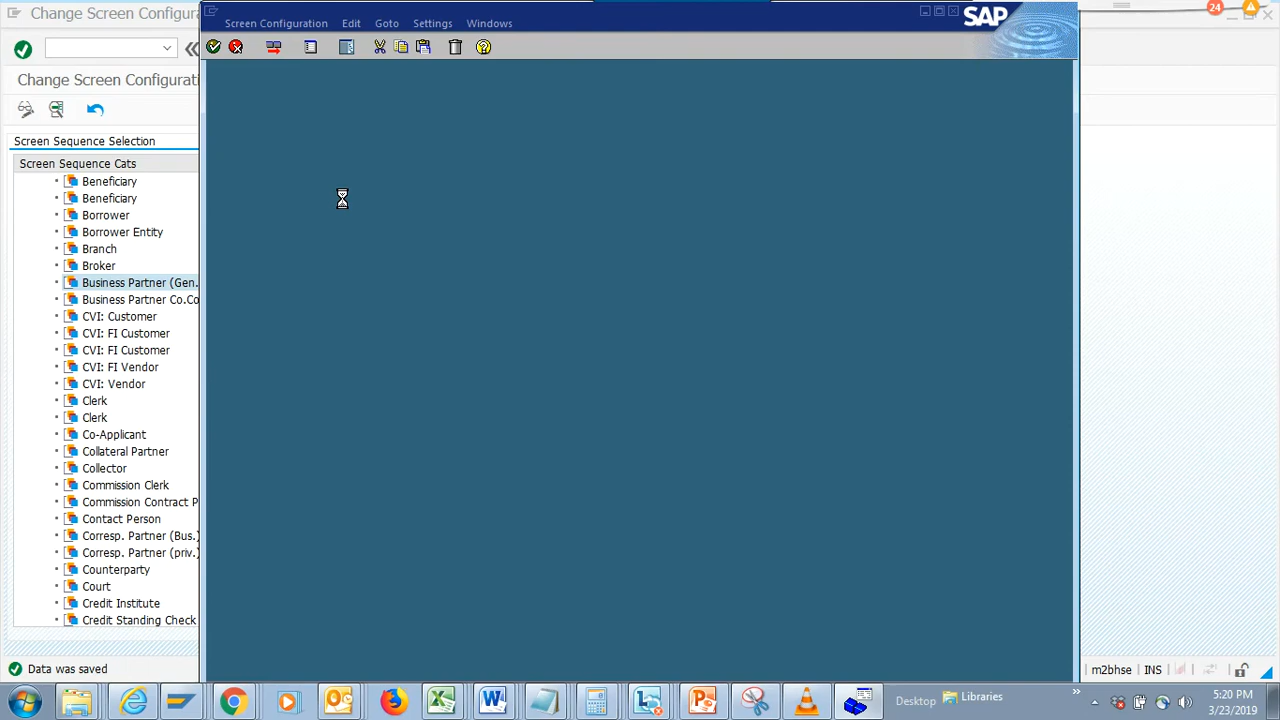 Change Screen Configura
24
Screen Configuration Edit Goto Settings Windows
SAP
Change Screen Configurati
Screen Sequence Selection
Screen Sequence Cats
Beneficiary
Beneficiary
Borrower
Borrower Entity
Branch
Broker
Business Partner (Gen.
Business Partner Co.Co
CVI: Customer
CVI: FI Customer
CVI: FI Customer
CVI: FI Vendor
CVI: Vendor
Clerk
Clerk
Co-Applicant
Collateral Partner
Collector
Commission Clerk
Commission Contract P
Contact Person
Corresp. Partner (Bus.)
Corresp. Partner (priv.)
Counterparty
Court
Credit Institute
Credit Standing Check
Data was saved
m2bhse INS
Desktop Libraries
5:20 PM
3/23/2019